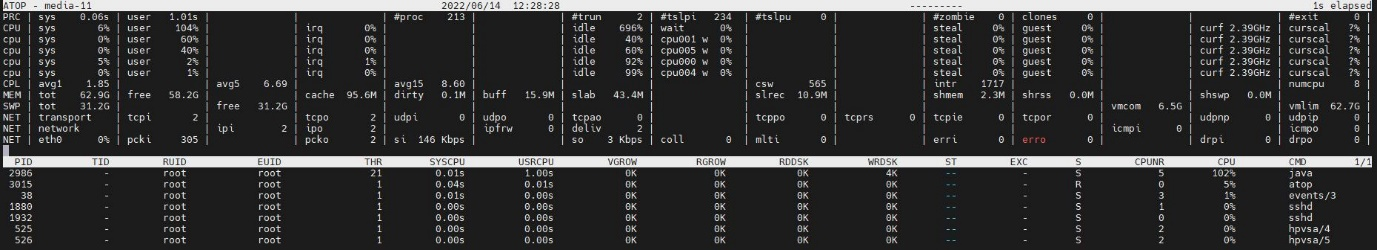 ATOP - media-11 2022/06/14 12:28:28 --------- 1s elapsed
PRC | sys 0.06s | user 1.01s | | #proc 213 | | #trun 2 | #tslpi 234 | #tslpu 0 | | #zombie 0 | clones 0 | | | #exit 0 |
CPU | sys 6% | user 104% | | irq 0% | | | idle 696% | wait 0% | | | steal 0% | guest 0% | | curf 2.39GHz | curscal ?% |
cpu | sys 0% | user 60% | | irq 0% | | | idle 40% | cpu001 w 0% | | | steal 0% | guest 0% | | curf 2.39GHz | curscal ?% |
cpu | sys 0% | user 40% | | irq 0% | | | idle 60% | cpu005 w 0% | | | steal 0% | guest 0% | | curf 2.39GHz | curscal ?% |
cpu | sys 5% | user 2% | | irq 1% | | | idle 92% | cpu000 w 0% | | | steal 0% | guest 0% | | curf 2.39GHz | curscal ?% |
cpu | sys 0% | user 1% | | irq 0% | | | idle 99% | cpu004 w 0% | | | steal 0% | guest 0% | | curf 2.39GHz | curscal ?% |
CPL | avg1 1.85 | | avg5 6.69 | | avg15 8.60 | | | | csw 565 | | intr 1717 | | | | numcpu 8 |
MEM | tot 62.9G | free 58.2G | | cache 95.6M | dirty 0.1M | buff 15.9M | slab 43.4M | | slrec 10.9M | | shmem 2.3M | shrss 0.0M | | shswp 0.0M | |
SWP | tot 31.2G | | free 31.2G | | | | | | | | | | vmcom 6.5G | | vmlim 62.7G |
NET | transport | tcpi 2 | | tcpo 2 | udpi 0 | udpo 0 | tcpao 0 | | tcppo 0 | tcprs 0 | tcpie 0 | tcpor 0 | | udpnp 0 | udpip 0 |
NET | network | | ipi 2 | ipo 2 | | ipfrw 0 | deliv 2 | | | | | | icmpi 0 | | icmpo 0 |
NET | eth0 0% | pcki 305 | | pcko 2 | si 146 Kbps | | so 3 Kbps | coll 0 | mlti 0 | | erri 0 | erro 0 | | drpi 0 | drpo 0 |
PID TID RUID EUID THR SYSCPU USRCPU VGROW RGROW RDDSK WRDSK ST EXC S CPUNR CPU CMD 1/1
2986 - root root 21 0.01s 1.00s 0K 0K 0K 4K -- - S 5 102% java
3015 - root root 1 0.04s 0.01s 0K 0K 0K 0K -- - R 0 5% atop
38 - root root 1 0.01s 0.00s 0K 0K 0K 0K -- - S 3 1% events/3
1880 - root root 1 0.00s 0.00s 0K 0K 0K 0K -- - S 1 0% sshd
1932 - root root 1 0.00s 0.00s 0K 0K 0K 0K -- - S 0 0% sshd
525 - root root 1 0.00s 0.00s 0K 0K 0K 0K -- - S 2 0% hpvsa/4
526 - root root 1 0.00s 0.00s 0K 0K 0K 0K -- - S 2 0% hpvsa/5